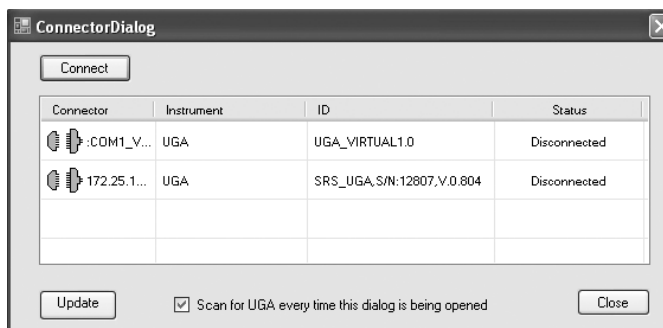 ConnectorDialog
Connect
Connector Instrument ID Status
:COM1_V... UGA UGA_VIRTUAL1.0 Disconnected
172.25.1... UGA SRS_UGA,S/N:12807,V.0.804 Disconnected
Update Scan for UGA every time this dialog is being opened Close